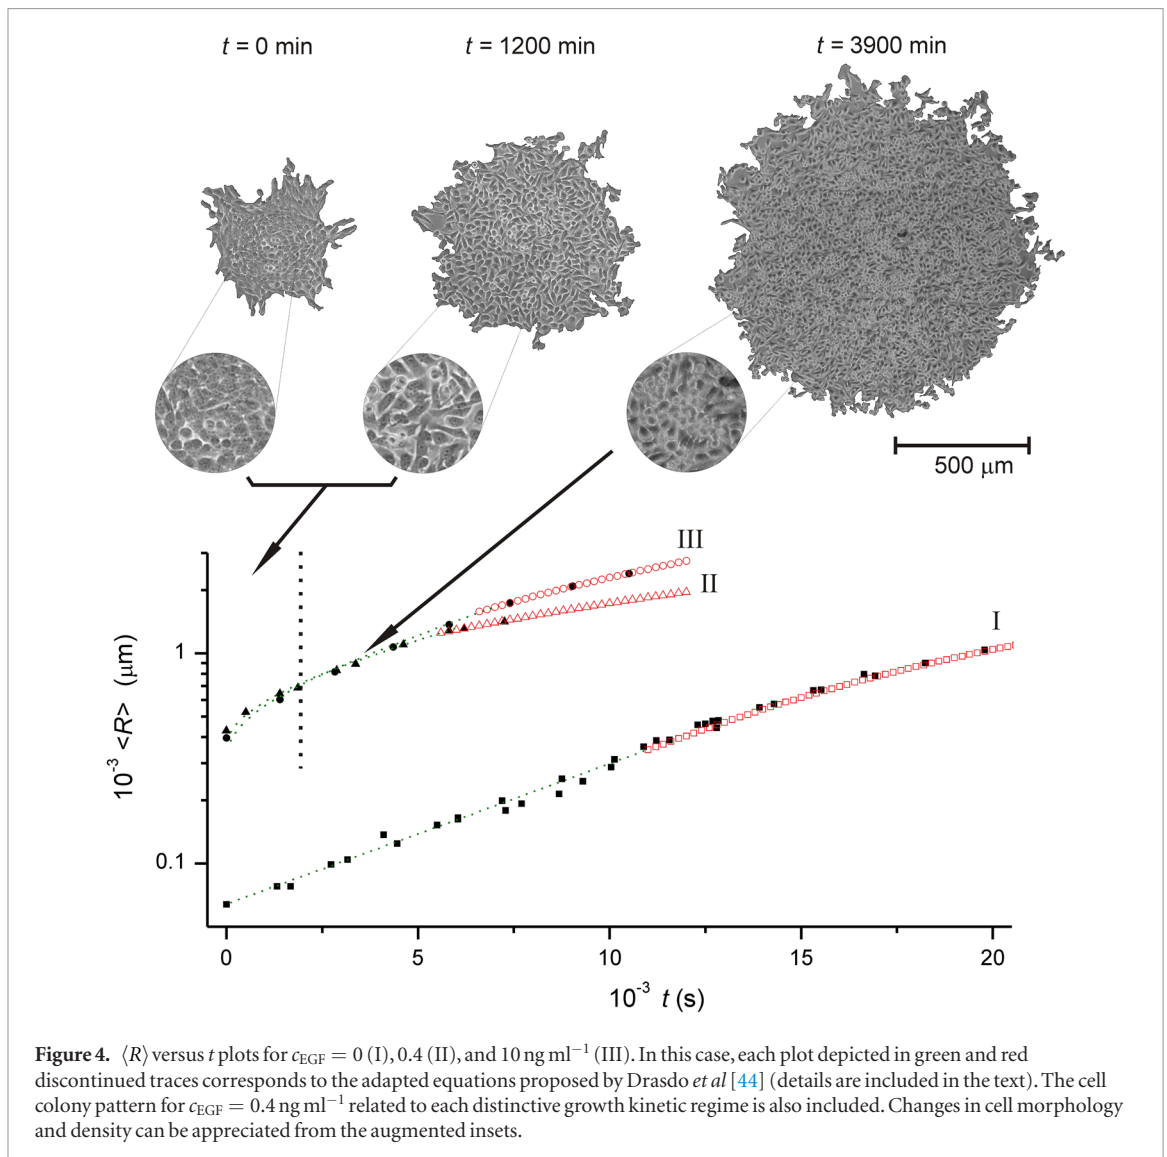 t = 0 min
t = 1200 min
t = 3900 min
500 μm
III
II
I
1
0.1
10⁻³ <R> (μm)
0
5
10
15
20
10⁻³ t (s)
Figure 4. ⟨R⟩ versus t plots for c_EGF = 0 (I), 0.4 (II), and 10 ng ml⁻¹ (III). In this case, each plot depicted in green and red
discontinued traces corresponds to the adapted equations proposed by Drasdo et al [44] (details are included in the text). The cell
colony pattern for c_EGF = 0.4 ng ml⁻¹ related to each distinctive growth kinetic regime is also included. Changes in cell morphology
and density can be appreciated from the augmented insets.